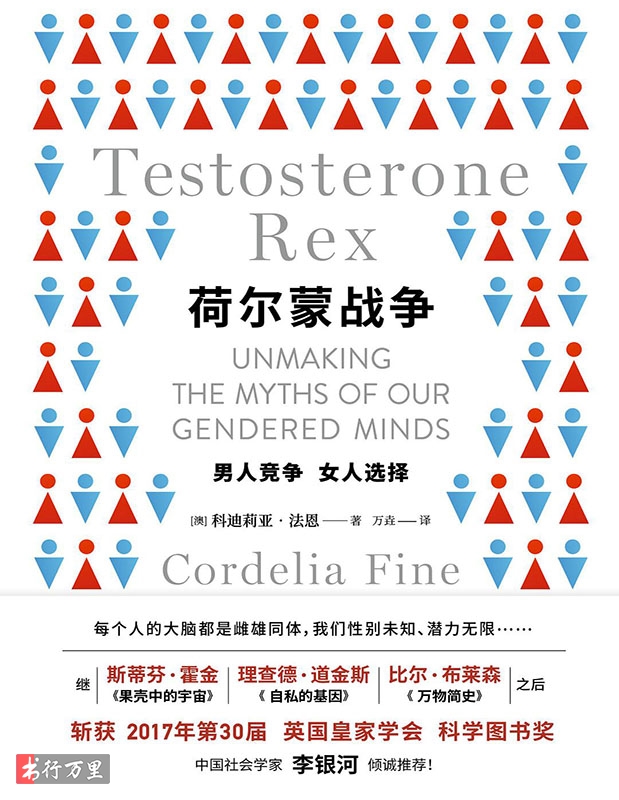 Testosterone
Rex
荷尔蒙战争
UNMAKING
THE MYTHS OF OUR
GENDERED MINDS
男人竞争 女人选择
[澳] 科迪莉亚·法恩——著 万垚—译
Cordelia Fine
每个人的大脑都是雌雄同体，我们性别未知、潜力无限……
继 斯蒂芬·霍金 《果壳中的宇宙》 理查德·道金斯 《自私的基因》 比尔·布莱森 《万物简史》 之后
斩获 2017年第30届 英国皇家学会 科学图书奖
中国社会学家 李银河 倾诚推荐！
书行万里